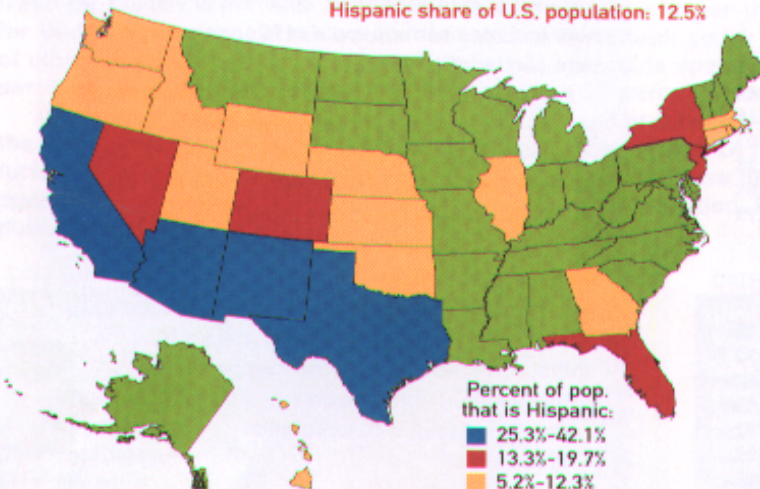 Hispanic share of U.S. population: 12.5%
Percent of pop.
that is Hispanic:
25.3%–42.1%
13.3%–19.7%
5.2%–12.3%